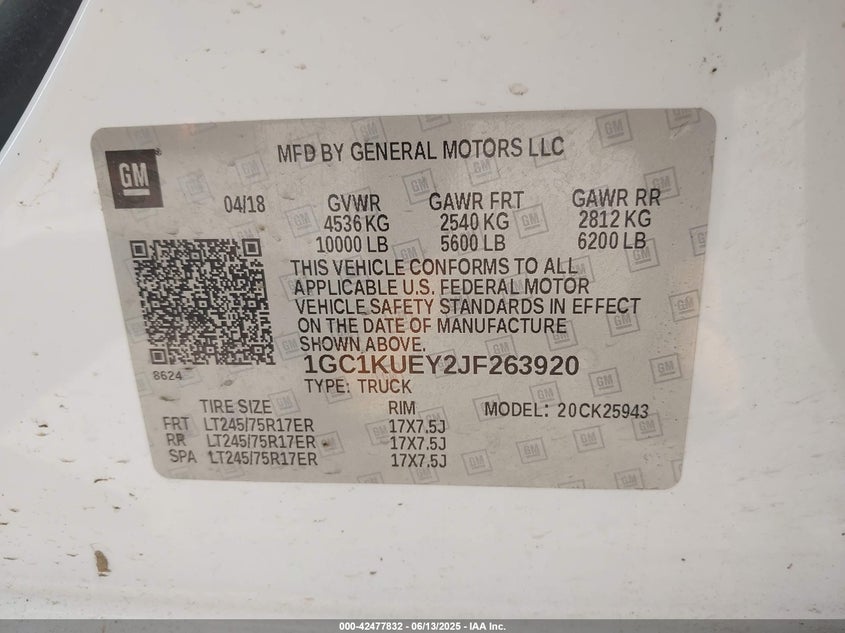 MFD BY GENERAL MOTORS LLC
GM
04/18
GVWR GAWR FRT GAWR RR
4536 KG 2540 KG 2812 KG
10000 LB 5600 LB 6200 LB
THIS VEHICLE CONFORMS TO ALL
APPLICABLE U.S. FEDERAL MOTOR
VEHICLE SAFETY STANDARDS IN EFFECT
ON THE DATE OF MANUFACTURE
SHOWN ABOVE.
8624
1GC1KUEY2JF263920
TYPE: TRUCK
TIRE SIZE RIM MODEL: 20CK25943
FRT LT245/75R17ER 17X7.5J
RR LT245/75R17ER 17X7.5J
SPA LT245/75R17ER 17X7.5J
000-42477832 - 06/13/2025 - IAA Inc.